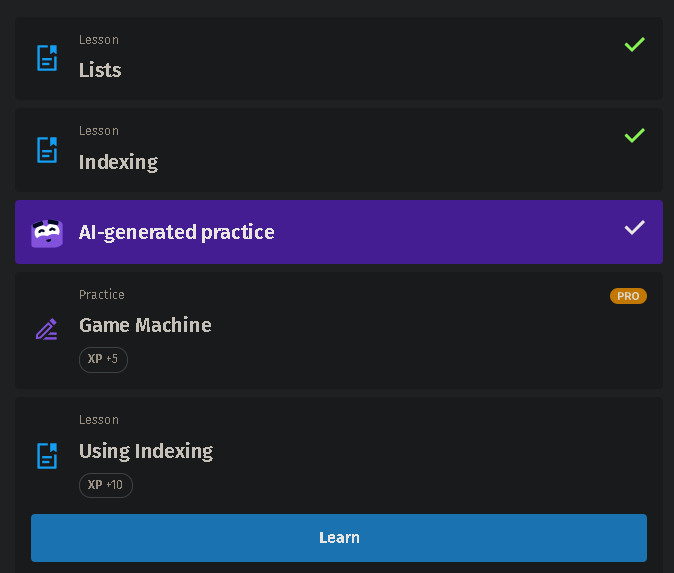 Lesson
Lists
Lesson
Indexing
AI-generated practice
Practice
PRO
Game Machine
XP +5
Lesson
Using Indexing
XP +10
Learn